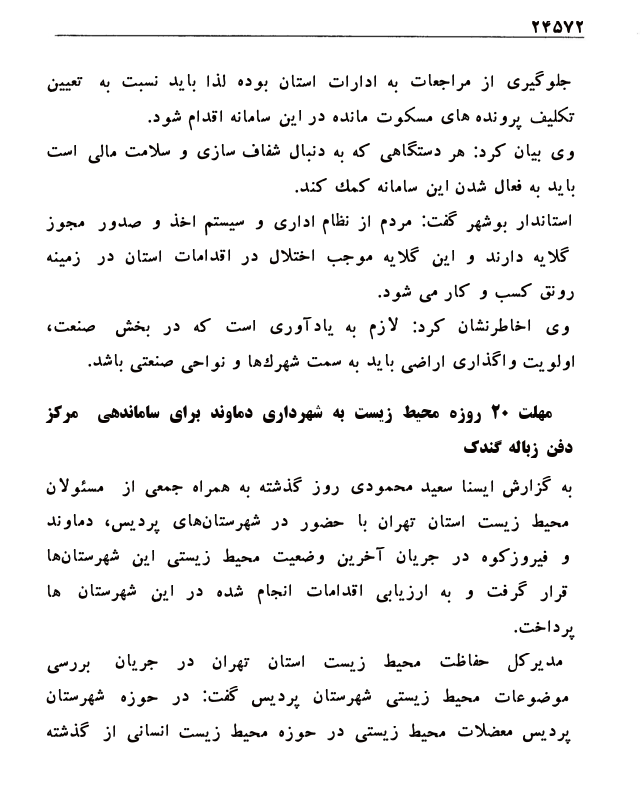 ۲۴۵۷۲
جلوگیری از مراجعات به ادارات استان بوده لذا باید نسبت به تعیین
تکلیف پرونده های مسکوت مانده در این سامانه اقدام شود.
وی بیان کرد: هر دستگاهی که به دنبال شفاف سازی و سلامت مالی است
باید به فعال شدن این سامانه کمك کند.
استاندار بوشهر گفت: مردم از نظام اداری و سیستم اخذ و صدور مجوز
گلایه دارند و این گلایه موجب اختلال در اقدامات استان در زمینه
رونق کسب و کار می شود.
وی اخاطرنشان کرد: لازم به یادآوری است که در بخش صنعت،
اولویت واگذاری اراضی باید به سمت شهرك‌ها و نواحی صنعتی باشد.
مهلت ۲۰ روزه محیط زیست به شهرداری دماوند برای ساماندهی مرکز
دفن زباله گندک
به گزارش ایسنا سعید محمودی روز گذشته به همراه جمعی از مسئولان
محیط زیست استان تهران با حضور در شهرستان‌های پردیس، دماوند
و فیروزکوه در جریان آخرین وضعیت محیط زیستی این شهرستان‌ها
قرار گرفت و به ارزیابی اقدامات انجام شده در این شهرستان ها
پرداخت.
مدیرکل حفاظت محیط زیست استان تهران در جریان بررسی
موضوعات محیط زیستی شهرستان پردیس گفت: در حوزه شهرستان
پردیس معضلات محیط زیستی در حوزه محیط زیست انسانی از گذشته